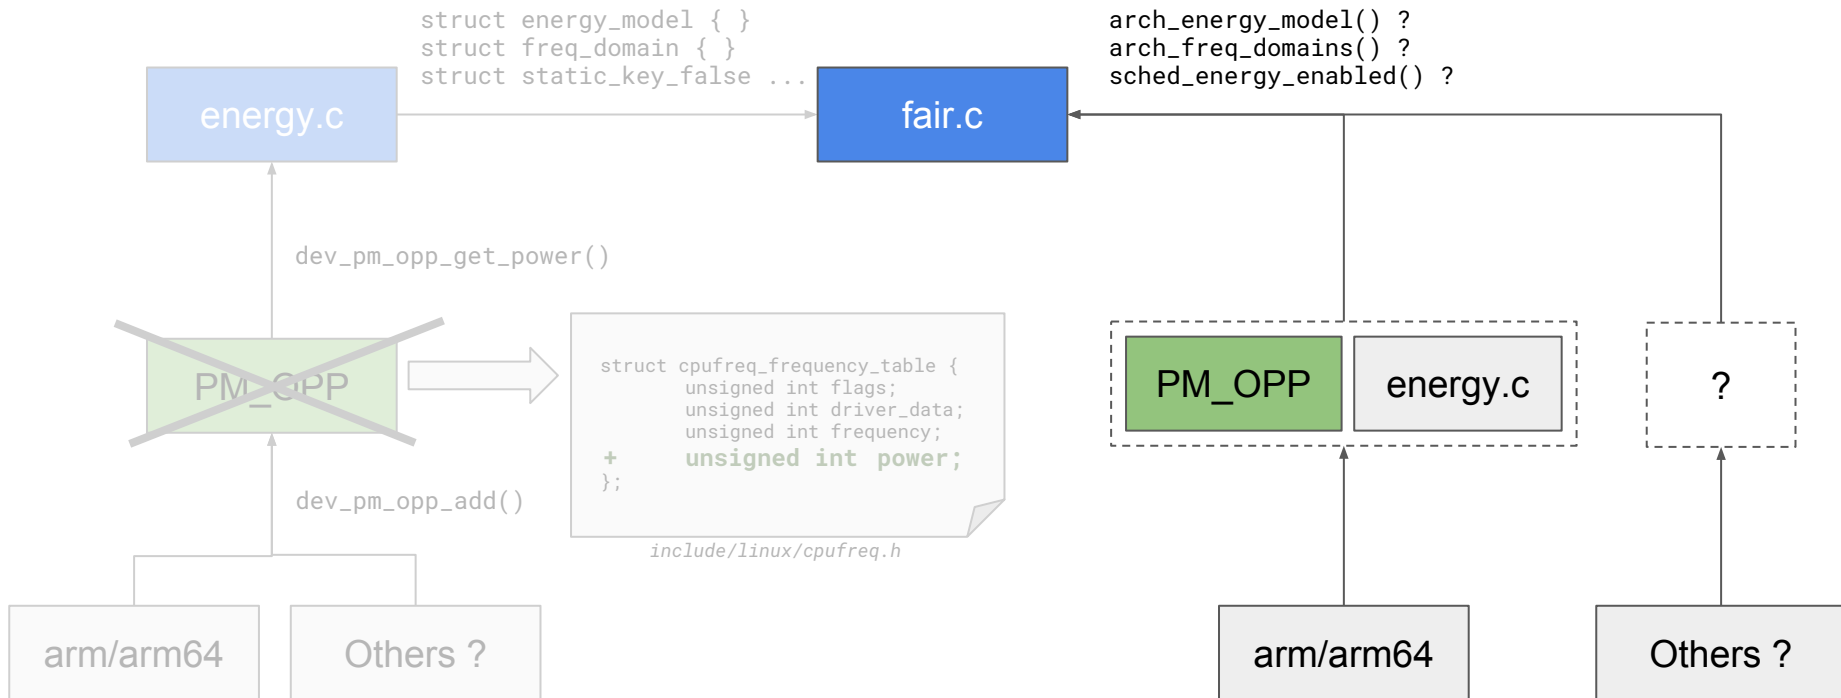 struct energy_model { }
struct freq_domain { }
struct static_key_false ...
arch_energy_model() ?
arch_freq_domains() ?
sched_energy_enabled() ?
energy.c
fair.c
dev_pm_opp_get_power()
PM_OPP
struct cpufreq_frequency_table {
unsigned int flags;
unsigned int driver_data;
unsigned int frequency;
+ unsigned int power;
};
include/linux/cpufreq.h
PM_OPP
energy.c
?
dev_pm_opp_add()
arm/arm64
Others ?
arm/arm64
Others ?